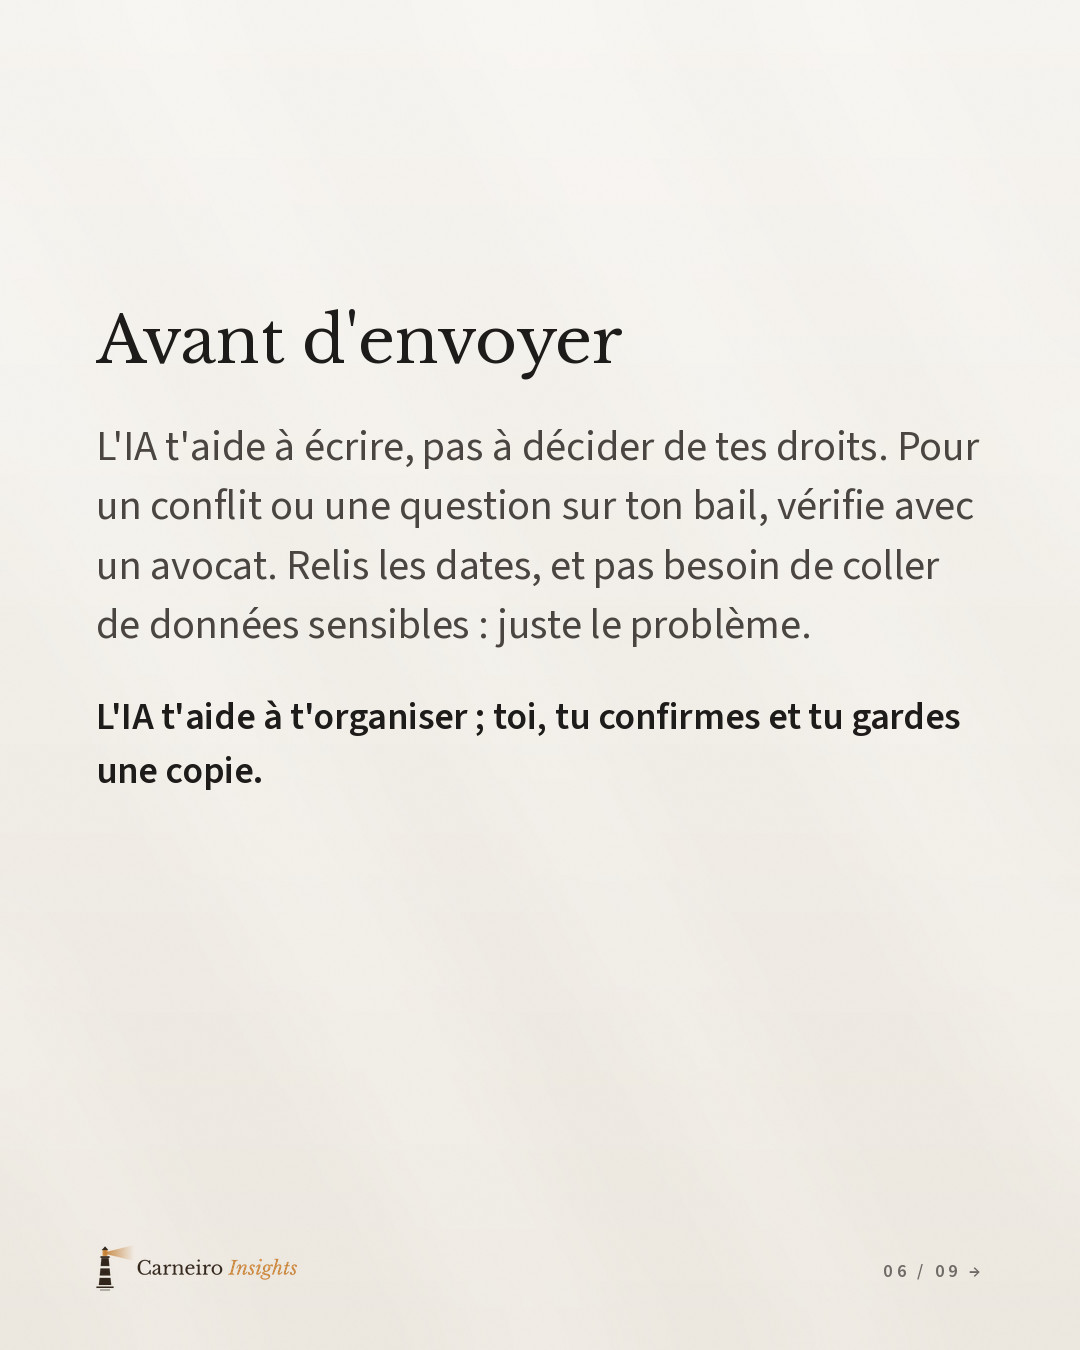 Avant d'envoyer
L'IA t'aide à écrire, pas à décider de tes droits. Pour
un conflit ou une question sur ton bail, vérifie avec
un avocat. Relis les dates, et pas besoin de coller
de données sensibles : juste le problème.
L'IA t'aide à t'organiser ; toi, tu confirmes et tu gardes
une copie.
Carneiro Insights
06 / 09 →